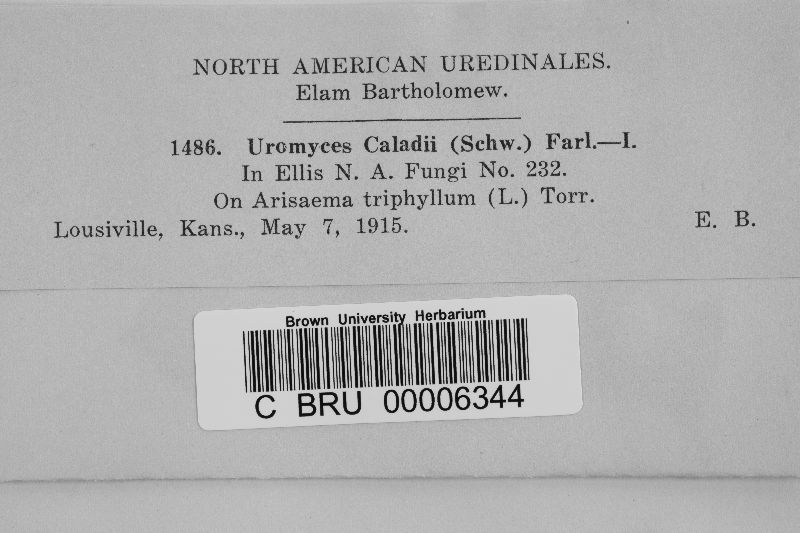 NORTH AMERICAN UREDINALES.
Elam Bartholomew.
1486. Uromyces Caladii (Schw.) Farl.—I.
In Ellis N. A. Fungi No. 232.
On Arisaema triphyllum (L.) Torr.
Lousiville, Kans., May 7, 1915. E. B.
Brown University Herbarium
C BRU 00006344